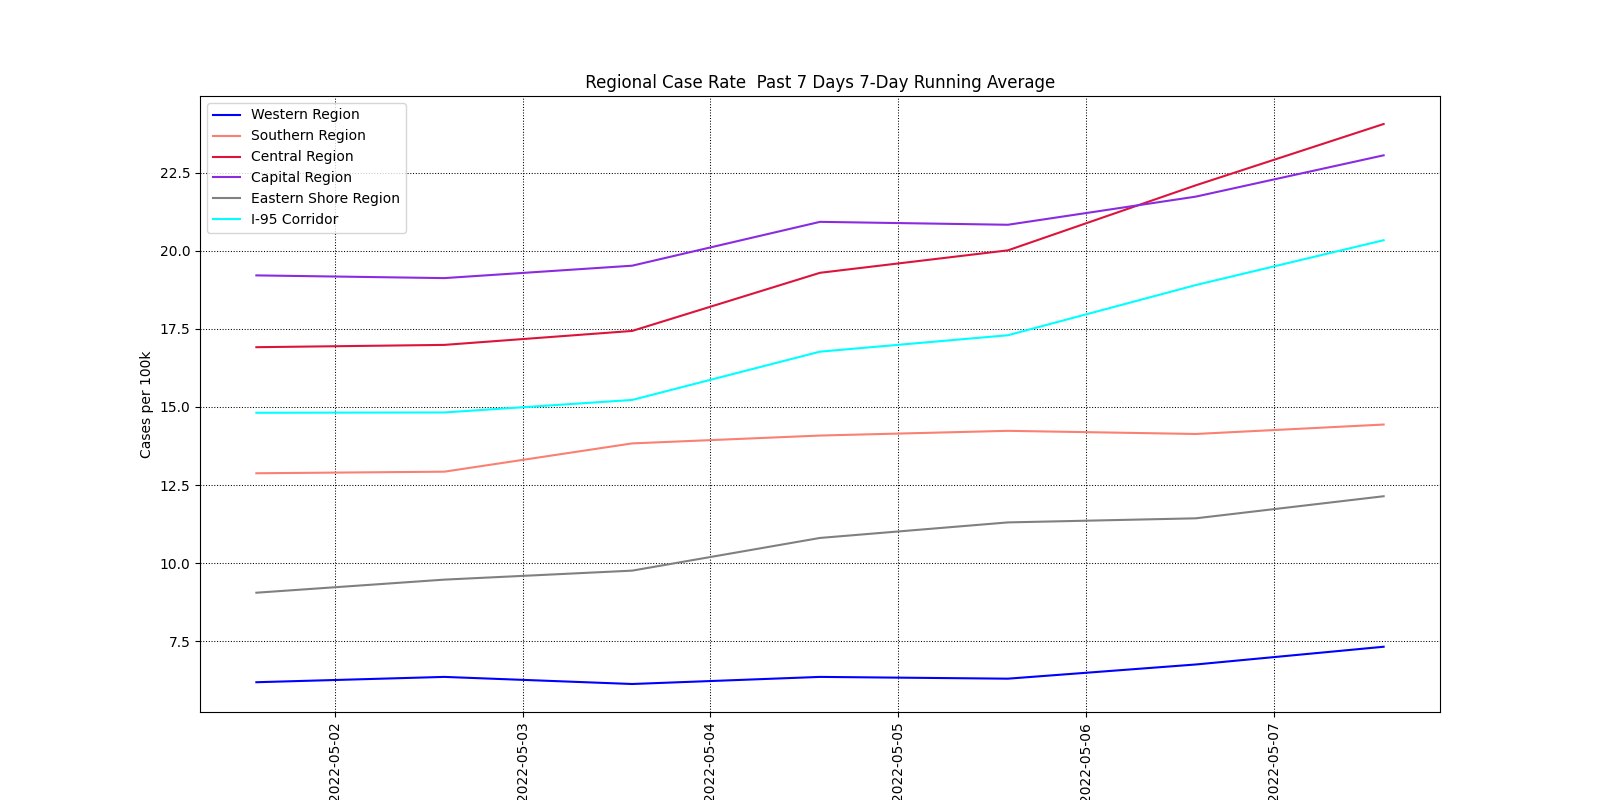 Regional Case Rate  Past 7 Days 7-Day Running Average
Western Region
Southern Region
Central Region
Capital Region
Eastern Shore Region
I-95 Corridor
Cases per 100k
22.5
20.0
17.5
15.0
12.5
10.0
7.5
2022-05-02
2022-05-03
2022-05-04
2022-05-05
2022-05-06
2022-05-07